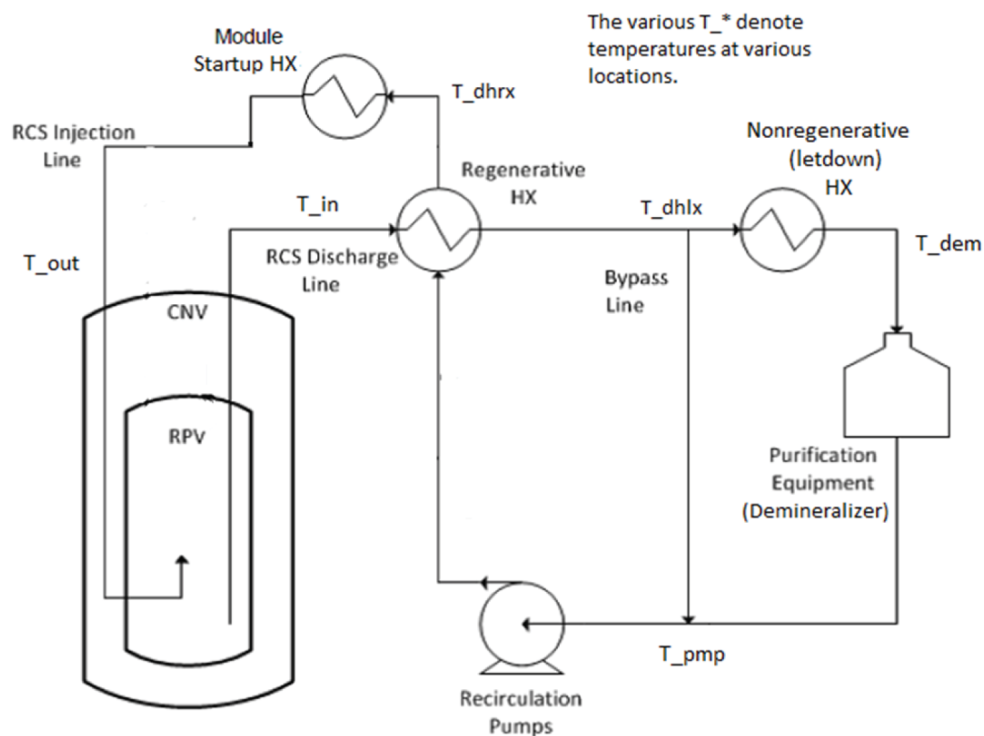 The various T_* denote
temperatures at various
locations.
Module
Startup HX
T_dhrx
RCS Injection
Line
Nonregenerative
(letdown)
HX
Regenerative
HX
T_in
T_dhlx
T_dem
RCS Discharge
Line
T_out
Bypass
Line
CNV
RPV
Purification
Equipment
(Demineralizer)
T_pmp
Recirculation
Pumps